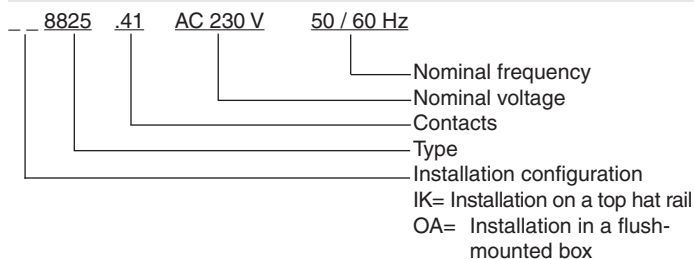 _ _ 8825 .41 AC 230 V 50 / 60 Hz
Nominal frequency
Nominal voltage
Contacts
Type
Installation configuration
IK= Installation on a top hat rail
OA= Installation in a flush-
mounted box